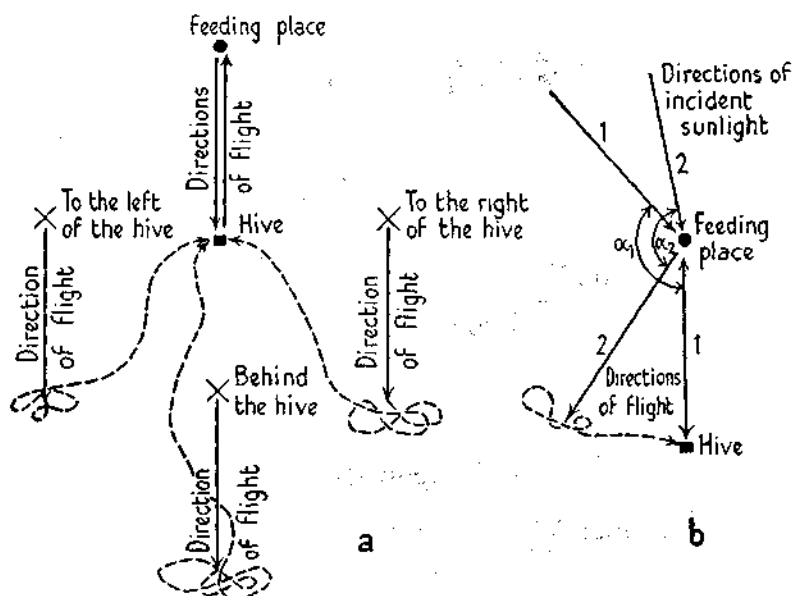 Feeding place
Directions
of flight
To the left
of the hive
Hive
To the right
of the hive
Direction
of flight
Direction
of flight
Behind
the hive
Direction
of flight
a
Directions of
incident
sunlight
1
2
Feeding
place
α₁
α₂
2
1
Directions
of flight
Hive
b